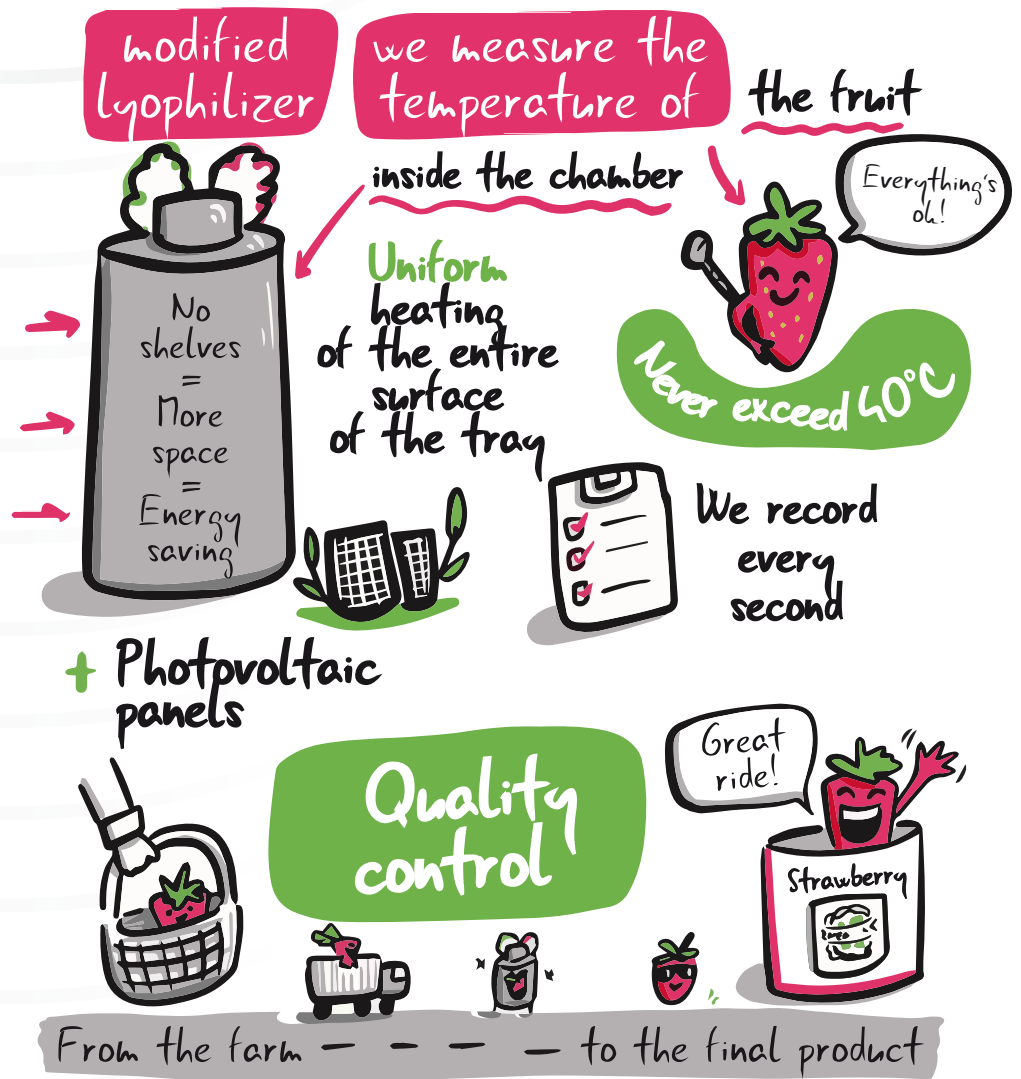 modified
lyophilizer
we measure the
temperature of
the fruit
inside the chamber
Everything's
ok!
No
shelves
=
More
space
=
Energy
saving
Uniform
heating
of the entire
surface
of the tray
Never exceed 40°C
We record
every
second
+ Photovoltaic
panels
Quality
control
Great
ride!
Strawberry
From the farm — — — — to the final product